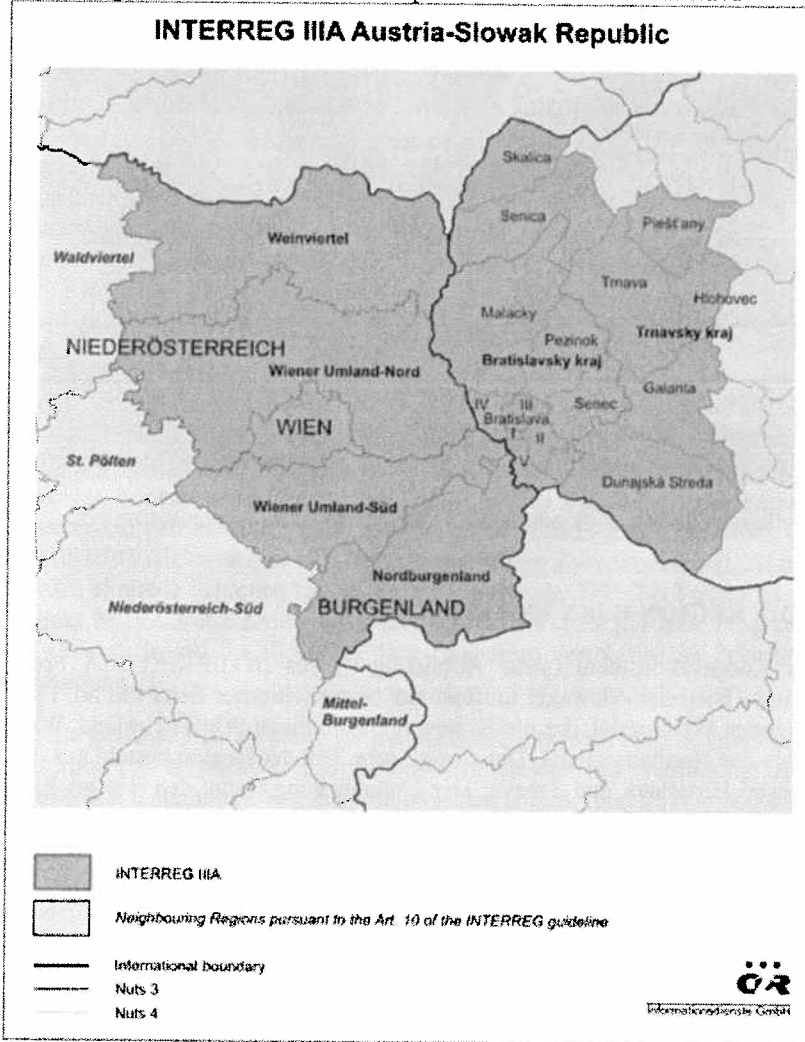 INTERREG IIIA Austria-Slowak Republic
Skalica
Senica
Piešťany
Weinviertel
Waldviertel
Trnava
Hlohovec
Malacky
NIEDERÖSTERREICH
Pezinok
Trnavsky kraj
Bratislavsky kraj
Wiener Umland-Nord
Galanta
IV
III
Senec
Bratislava
WIEN
I
II
St. Pölten
V
Dunajská Streda
Wiener Umland-Süd
Nordburgenland
Niederösterreich-Süd
BURGENLAND
Mittel-
Burgenland
INTERREG IIIA
Neighbouring Regions pursuant to the Art. 10 of the INTERREG guideline
International boundary
Nuts 3
Nuts 4
ÖIR
Informationsdienste GmbH